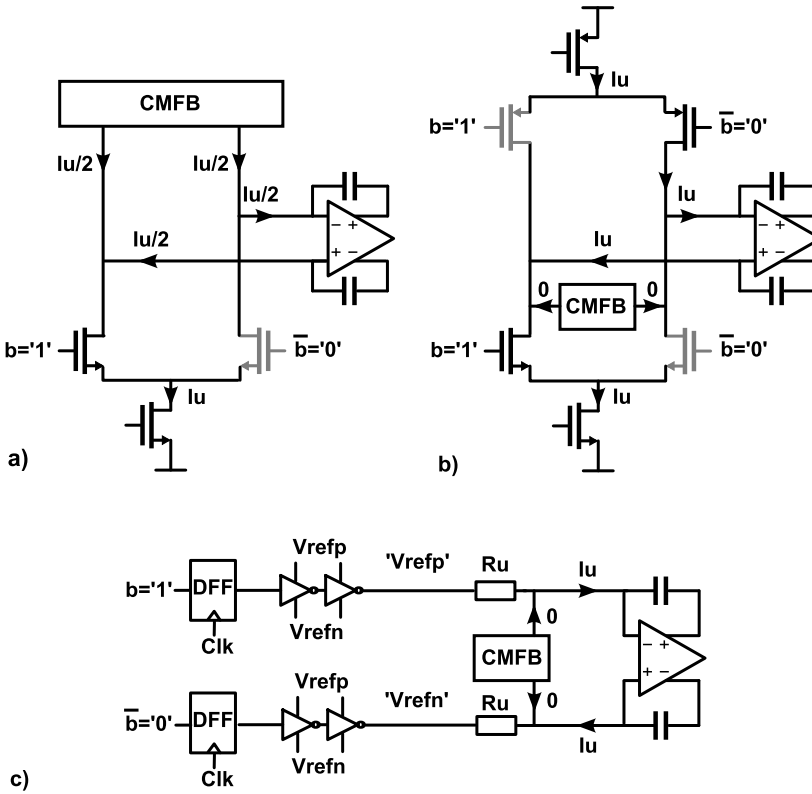 CMFB
Iu/2
Iu/2
Iu/2
Iu/2
− +
+ −
b='1'
b̅='0'
Iu
a)
Iu
b='1'
b̅='0'
Iu
Iu
− +
+ −
0
CMFB
0
b='1'
b̅='0'
Iu
b)
b='1'
DFF
Clk
Vrefp
Vrefn
'Vrefp'
Ru
Iu
0
CMFB
0
− +
+ −
b̅='0'
DFF
Clk
Vrefp
Vrefn
'Vrefn'
Ru
Iu
c)